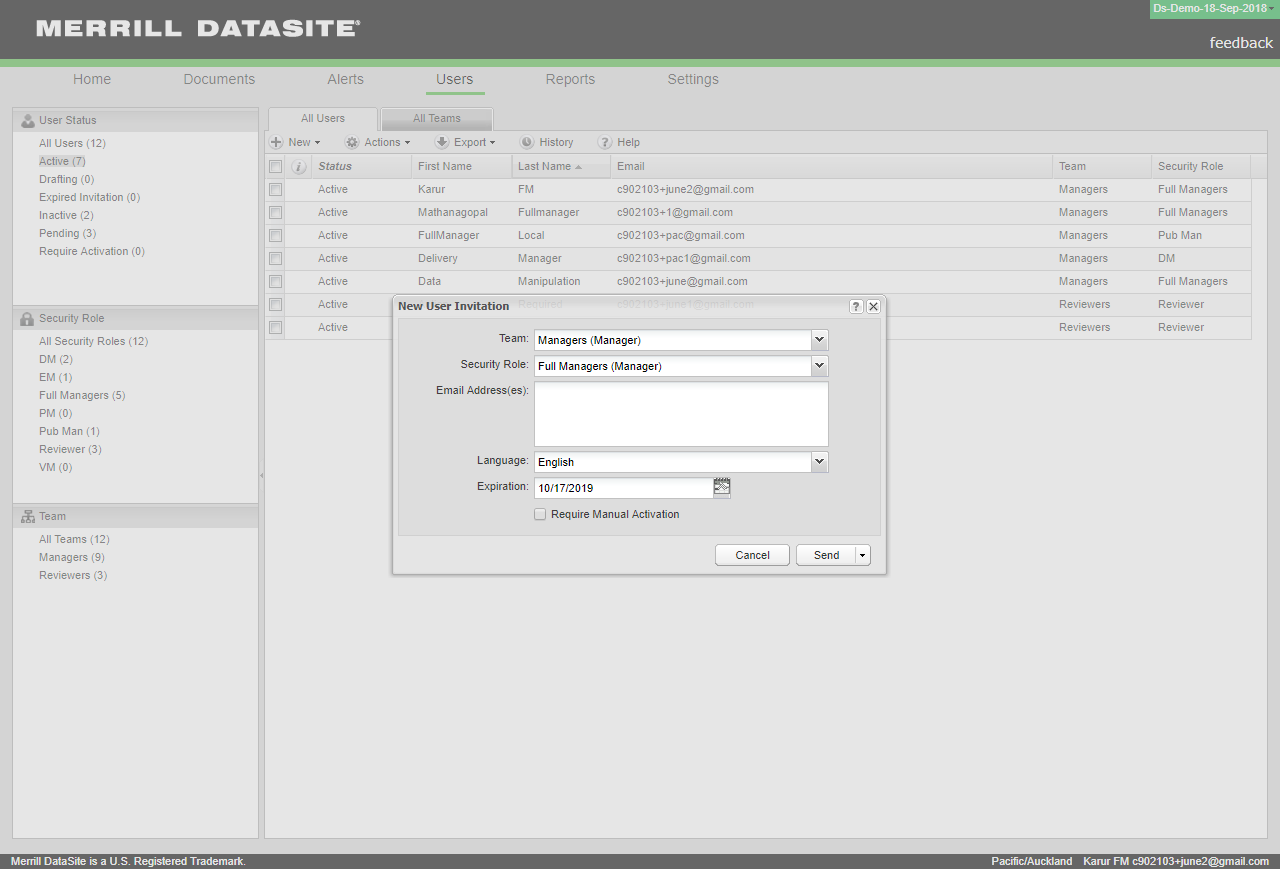 MERRILL DATASITE®
Ds-Demo-18-Sep-2018
feedback
Home Documents Alerts Users Reports Settings
User Status
All Users (12)
Active (7)
Drafting (0)
Expired Invitation (0)
Inactive (2)
Pending (3)
Require Activation (0)
Security Role
All Security Roles (12)
DM (2)
EM (1)
Full Managers (5)
PM (0)
Pub Man (1)
Reviewer (3)
VM (0)
Team
All Teams (12)
Managers (9)
Reviewers (3)
All Users All Teams
New Actions Export History ? Help
i Status First Name Last Name Email Team Security Role
Active Karur FM c902103+june2@gmail.com Managers Full Managers
Active Mathanagopal Fullmanager c902103+1@gmail.com Managers Full Managers
Active FullManager Local c902103+pac@gmail.com Managers Pub Man
Active Delivery Manager c902103+pac1@gmail.com Managers DM
Active Data Manipulation c902103+june@gmail.com Managers Full Managers
Active Required c902103+june1@gmail.com Reviewers Reviewer
Active Reviewers Reviewer
New User Invitation ?
Team: Managers (Manager)
Security Role: Full Managers (Manager)
Email Address(es):
Language: English
Expiration: 10/17/2019
Require Manual Activation
Cancel Send
Merrill DataSite is a U.S. Registered Trademark. Pacific/Auckland Karur FM c902103+june2@gmail.com